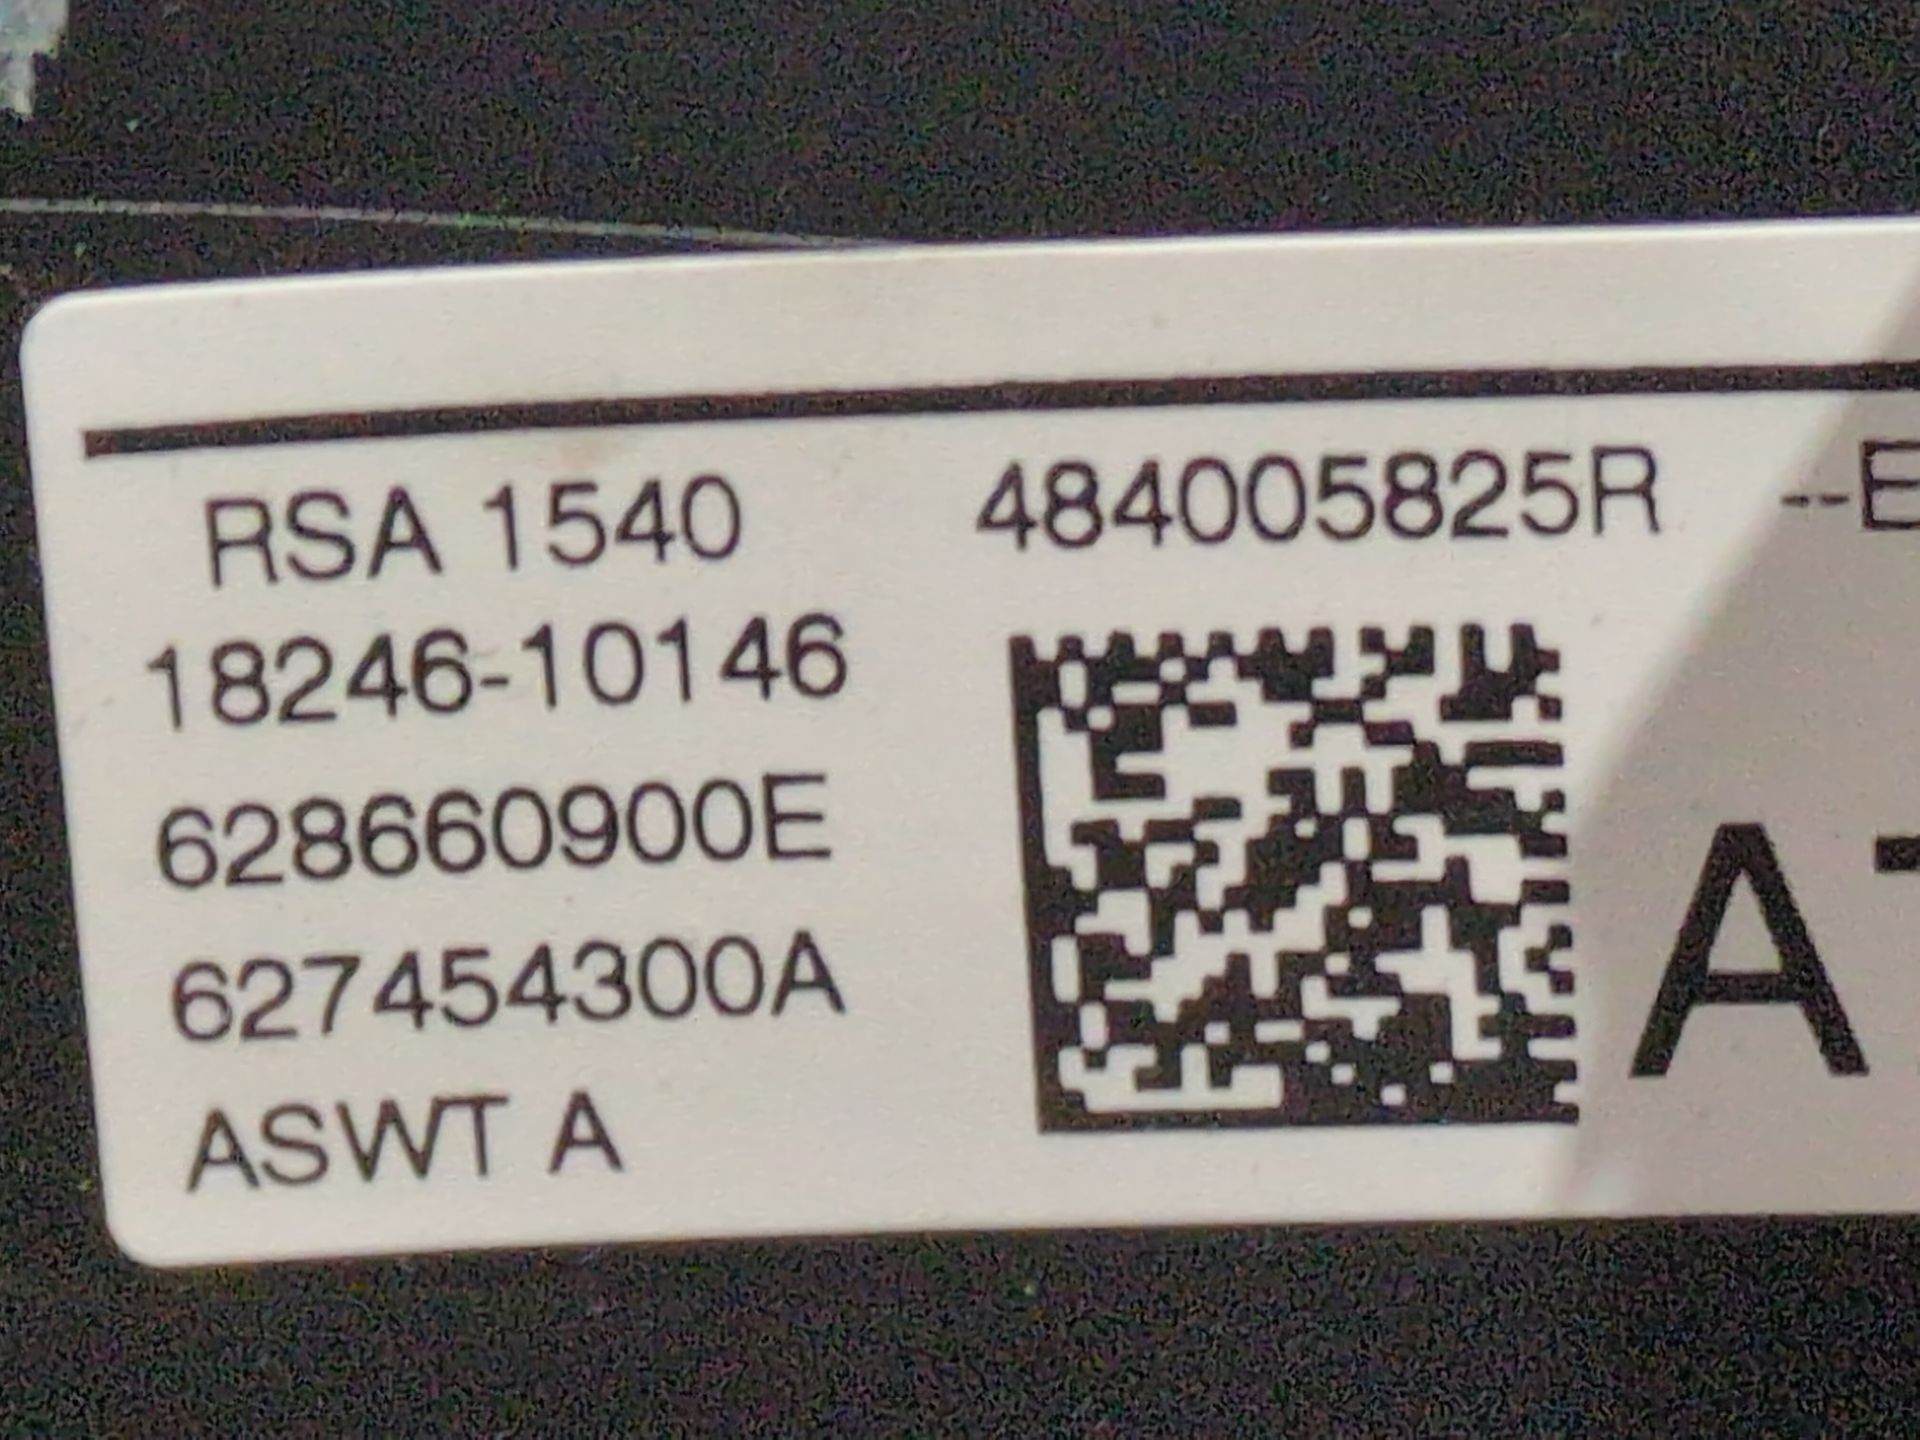 RSA 1540 484005825R --E
18246-10146
628660900E
627454300A
ASWT A
A